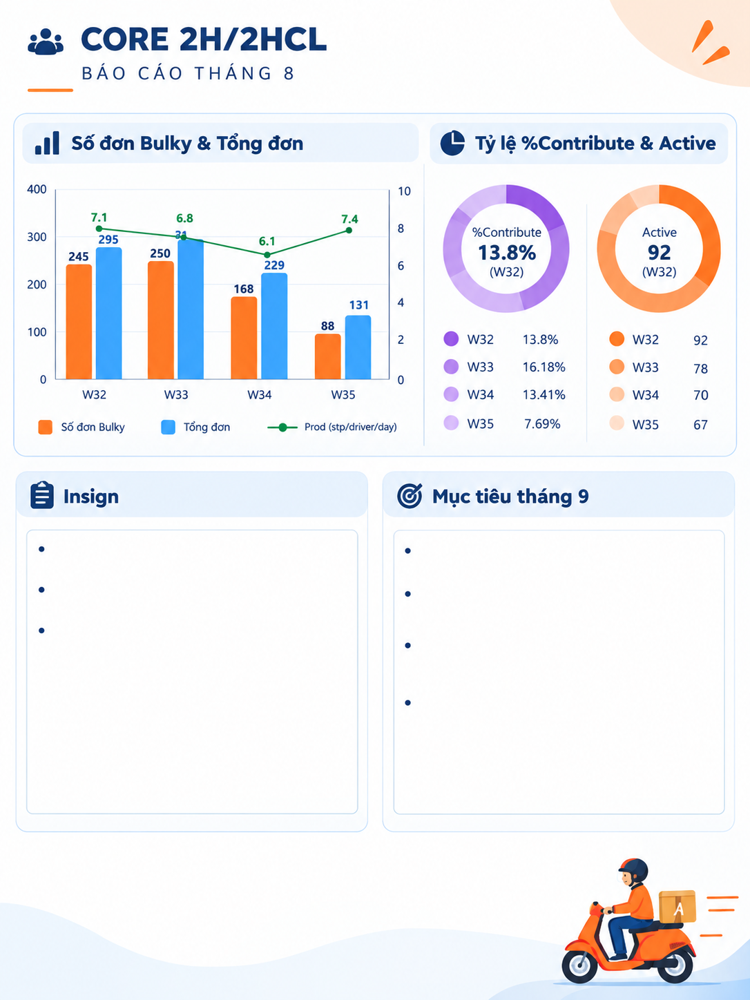 CORE 2H/2HCL
BÁO CÁO THÁNG 8
Số đơn Bulky & Tổng đơn
400
300
200
100
0
10
8
6
4
2
0
7.1
6.8
6.1
7.4
245
295
250
168
229
88
131
W32
W33
W34
W35
Số đơn Bulky
Tổng đơn
Prod (stp/driver/day)
Tỷ lệ %Contribute & Active
%Contribute
13.8%
(W32)
W32 13.8%
W33 16.18%
W34 13.41%
W35 7.69%
Active
92
(W32)
W32 92
W33 78
W34 70
W35 67
Insign
Mục tiêu tháng 9
A